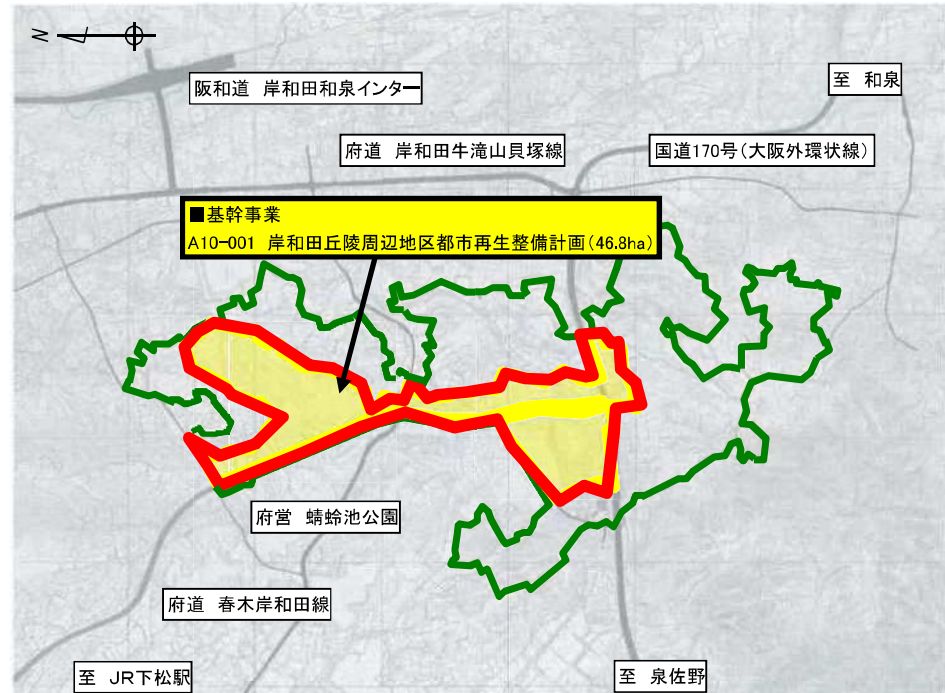 N
阪和道 岸和田和泉インター
至 和泉
府道 岸和田牛滝山貝塚線
国道170号(大阪外環状線)
■基幹事業
A10-001 岸和田丘陵周辺地区都市再生整備計画(46.8ha)
府営 蜻蛉池公園
府道 春木岸和田線
至 JR下松駅
至 泉佐野